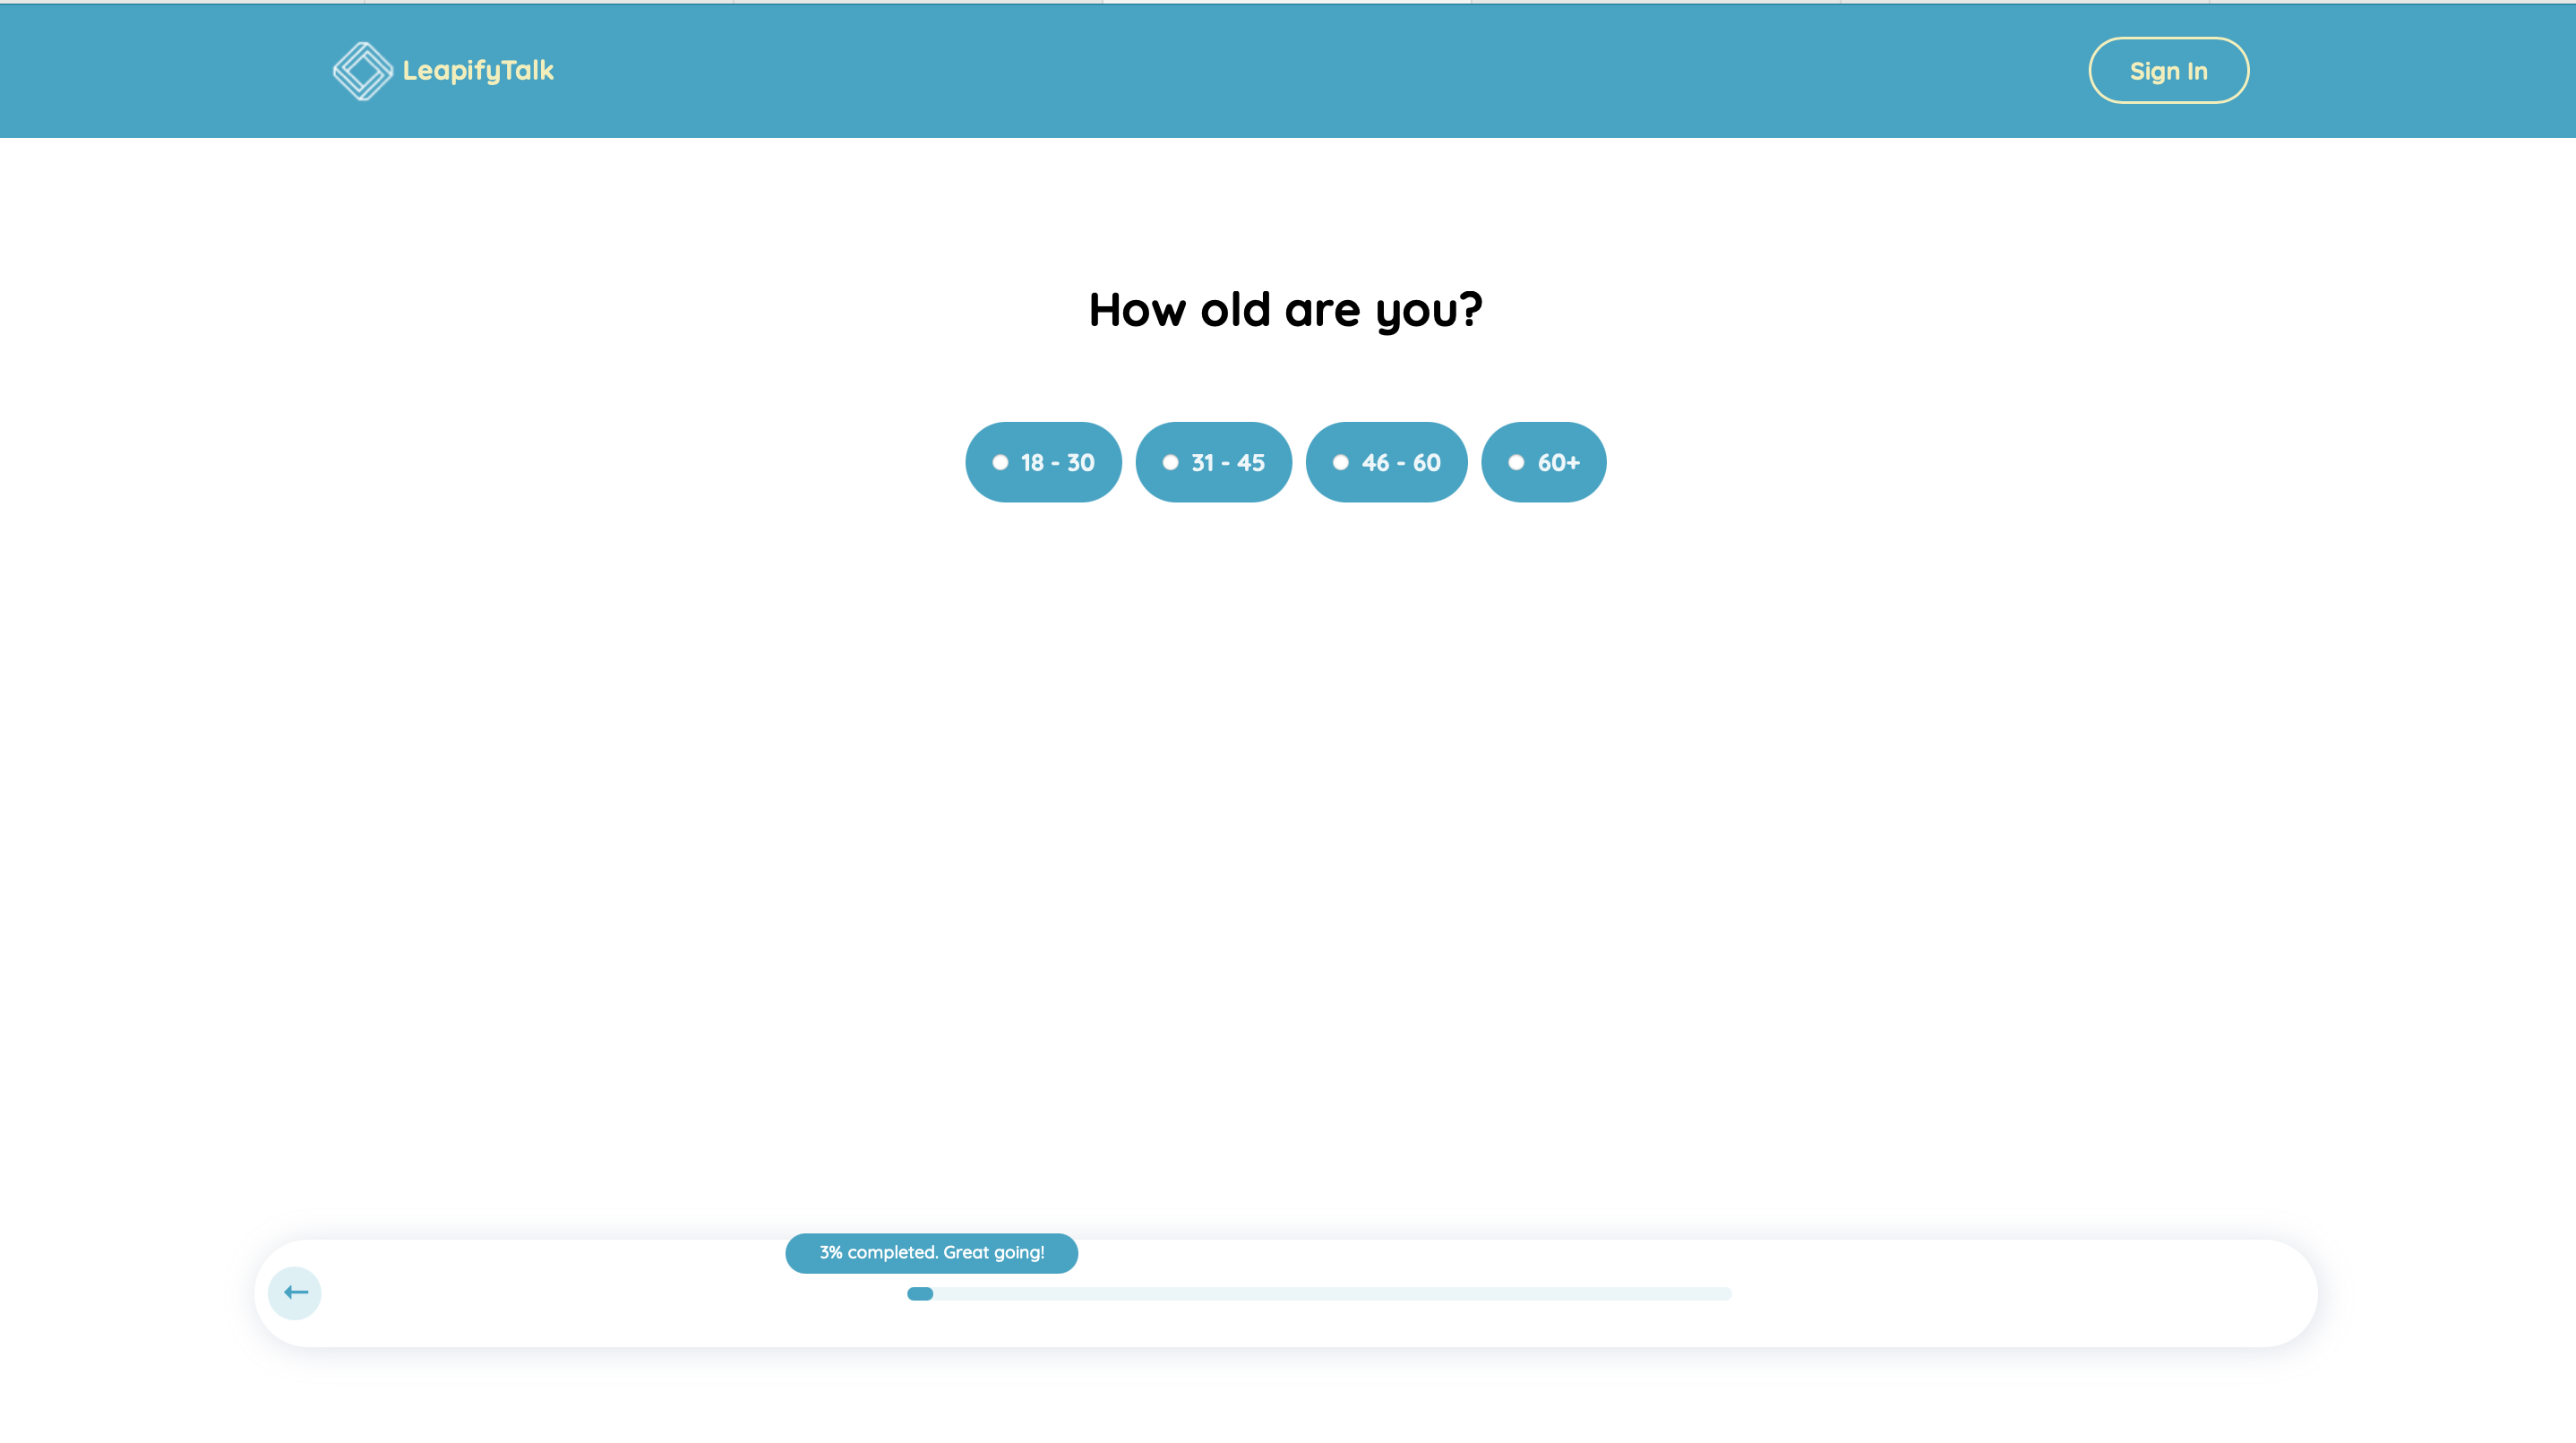 LeapifyTalk
Sign In
How old are you?
18 - 30
31 - 45
46 - 60
60+
3% completed. Great going!